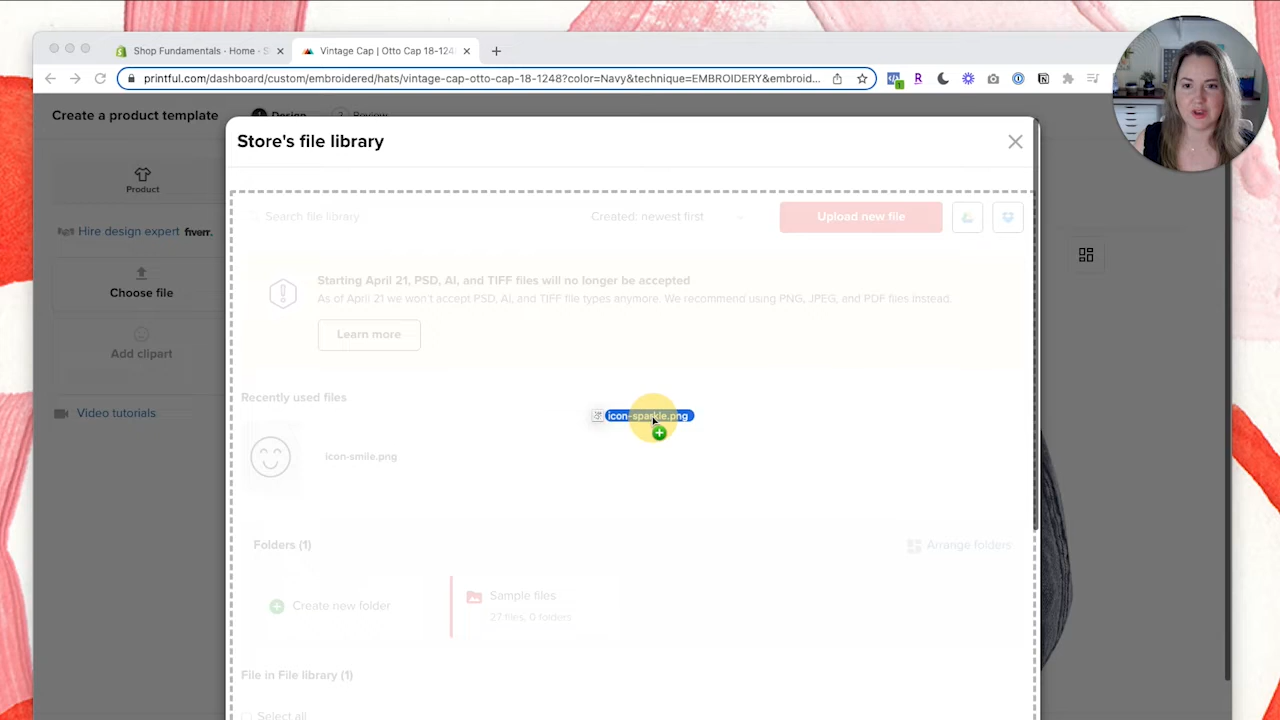 Shop Fundamentals · Home · S
Vintage Cap | Otto Cap 18-124
printful.com/dashboard/custom/embroidered/hats/vintage-cap-otto-cap-18-1248?color=Navy&technique=EMBROIDERY&embroid...
Create a product template
1 Design
2 Review
Store's file library
Product
Search file library
Created: newest first
Upload new file
Hire design expert fiverr.
Starting April 21, PSD, AI, and TIFF files will no longer be accepted
As of April 21 we won't accept PSD, AI, and TIFF file types anymore. We recommend using PNG, JPEG, and PDF files instead.
Choose file
Learn more
Add clipart
Recently used files
Video tutorials
icon-sparkle.png
icon-smile.png
Folders (1)
Arrange folders
Create new folder
Sample files
27 files, 0 folders
File in File library (1)
Select all